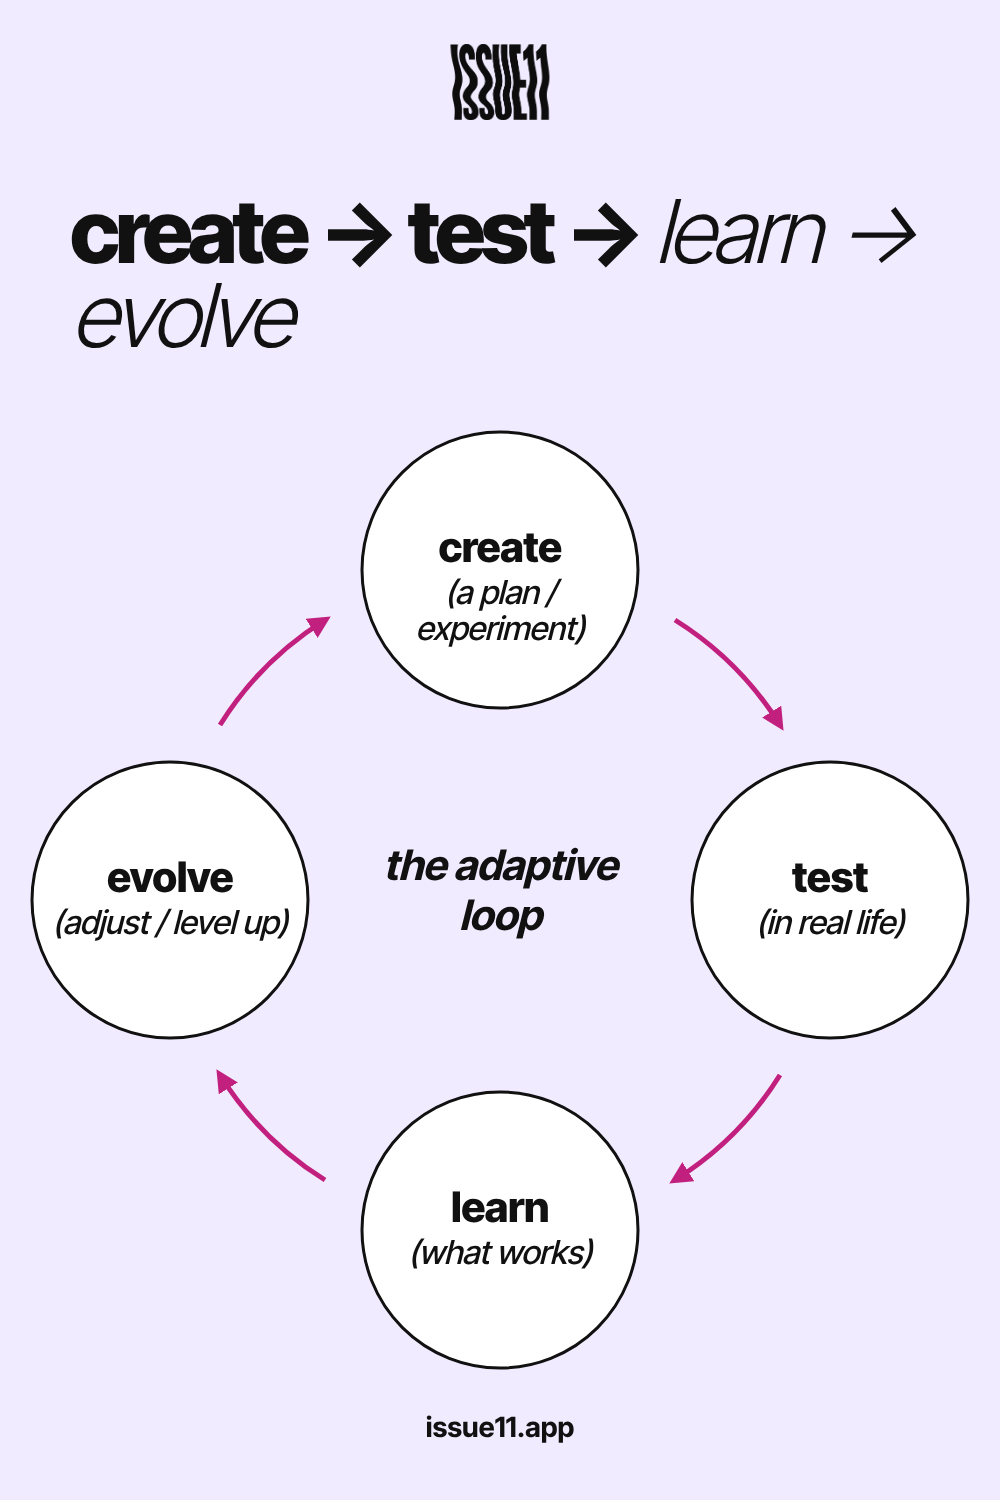 ISSUE11
create → test → learn →
evolve
create
(a plan /
experiment)
evolve
(adjust / level up)
the adaptive
loop
test
(in real life)
learn
(what works)
issue11.app